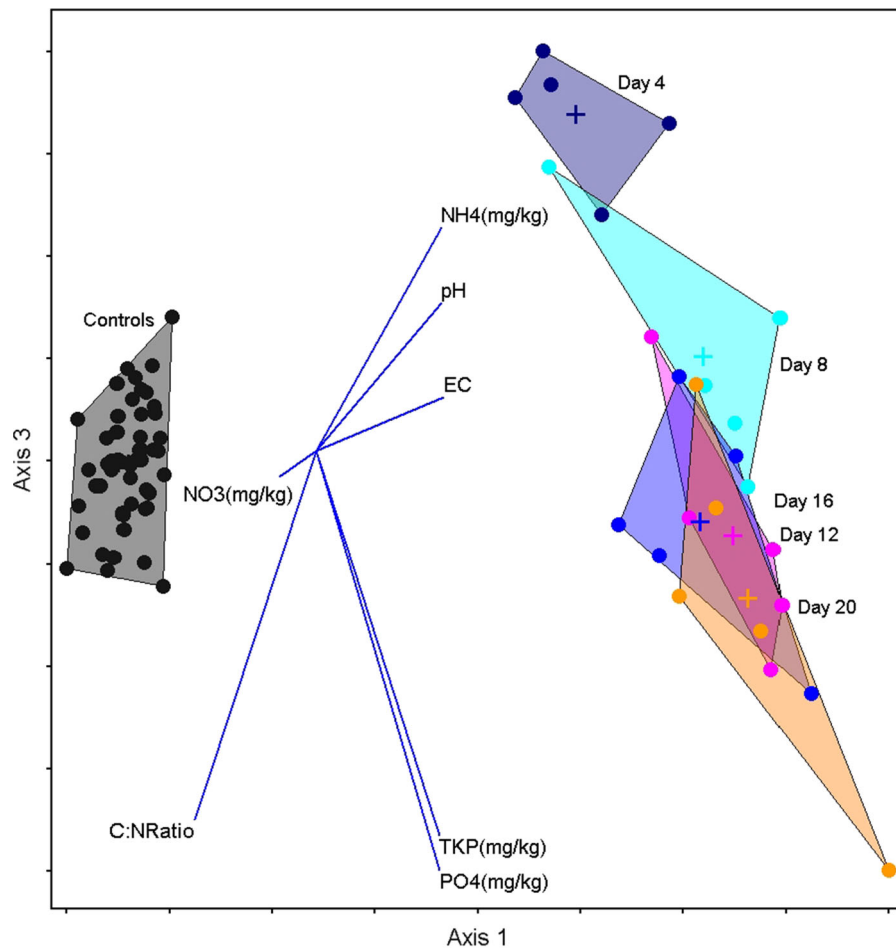 Day 4
NH4(mg/kg)
pH
Controls
Day 8
EC
Axis 3
NO3(mg/kg)
Day 16
Day 12
Day 20
C:NRatio
TKP(mg/kg)
PO4(mg/kg)
Axis 1